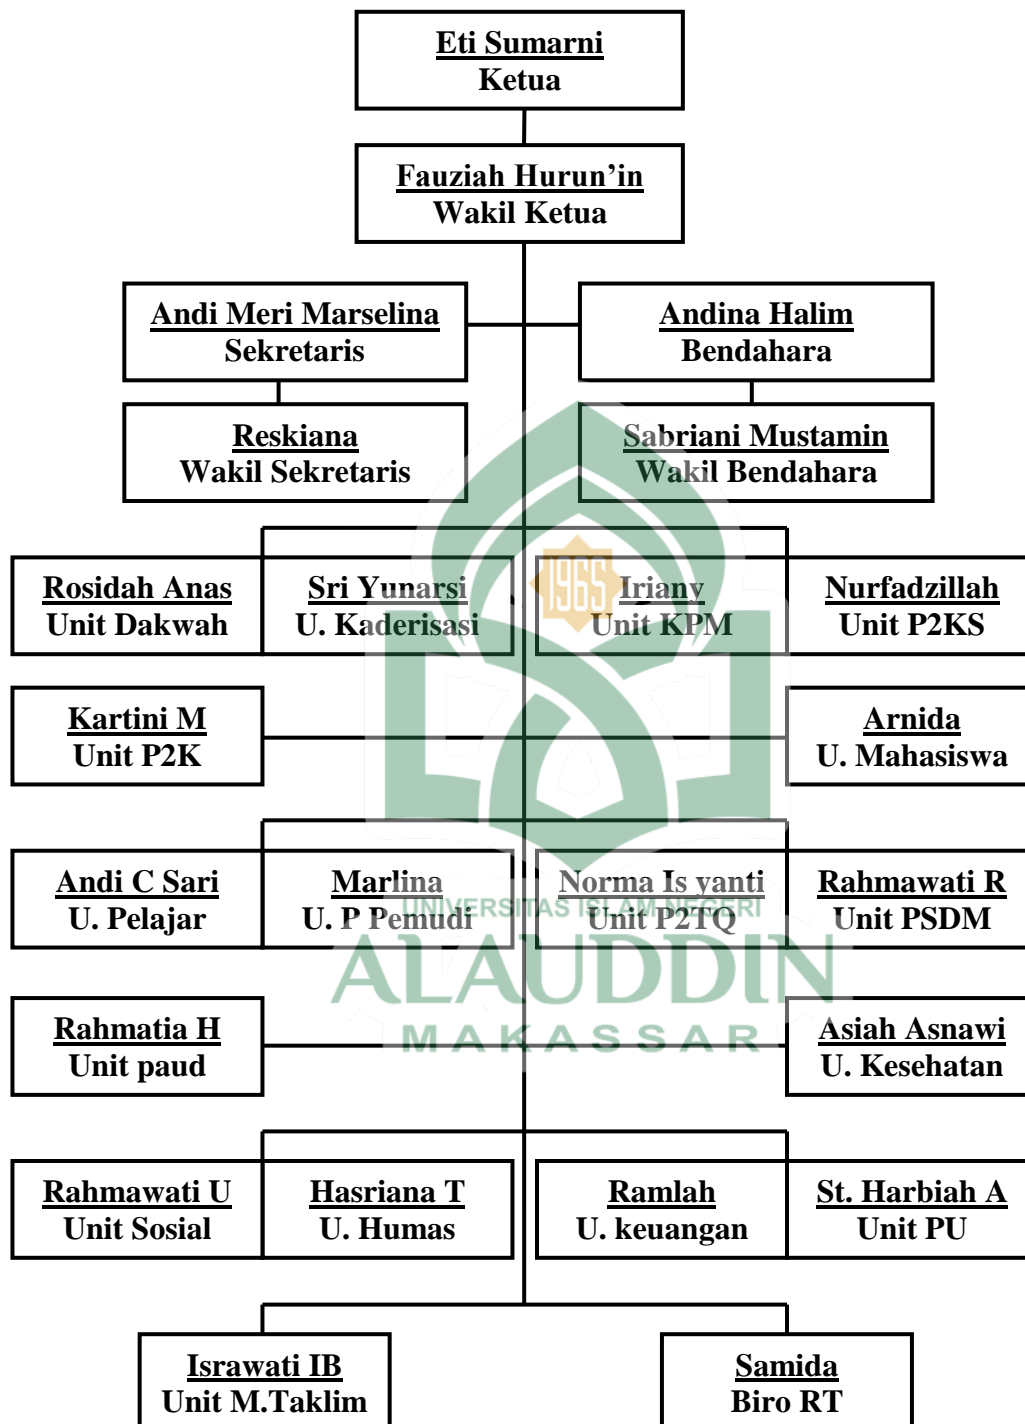 Eti Sumarni
Ketua
Fauziah Hurun’in
Wakil Ketua
Andi Meri Marselina
Sekretaris
Andina Halim
Bendahara
Reskiana
Wakil Sekretaris
Sabriani Mustamin
Wakil Bendahara
1965
Rosidah Anas
Unit Dakwah
Sri Yunarsi
U. Kaderisasi
Iriany
Unit KPM
Nurfadzillah
Unit P2KS
Kartini M
Unit P2K
Arnida
U. Mahasiswa
Andi C Sari
U. Pelajar
Marlina
U. P Pemudi
Norma Is yanti
Unit P2TQ
Rahmawati R
Unit PSDM
UNIVERSITAS ISLAM NEGERI
ALAUDDIN
MAKASSAR
Rahmatia H
Unit paud
Asiah Asnawi
U. Kesehatan
Rahmawati U
Unit Sosial
Hasriana T
U. Humas
Ramlah
U. keuangan
St. Harbiah A
Unit PU
Israwati IB
Unit M.Taklim
Samida
Biro RT